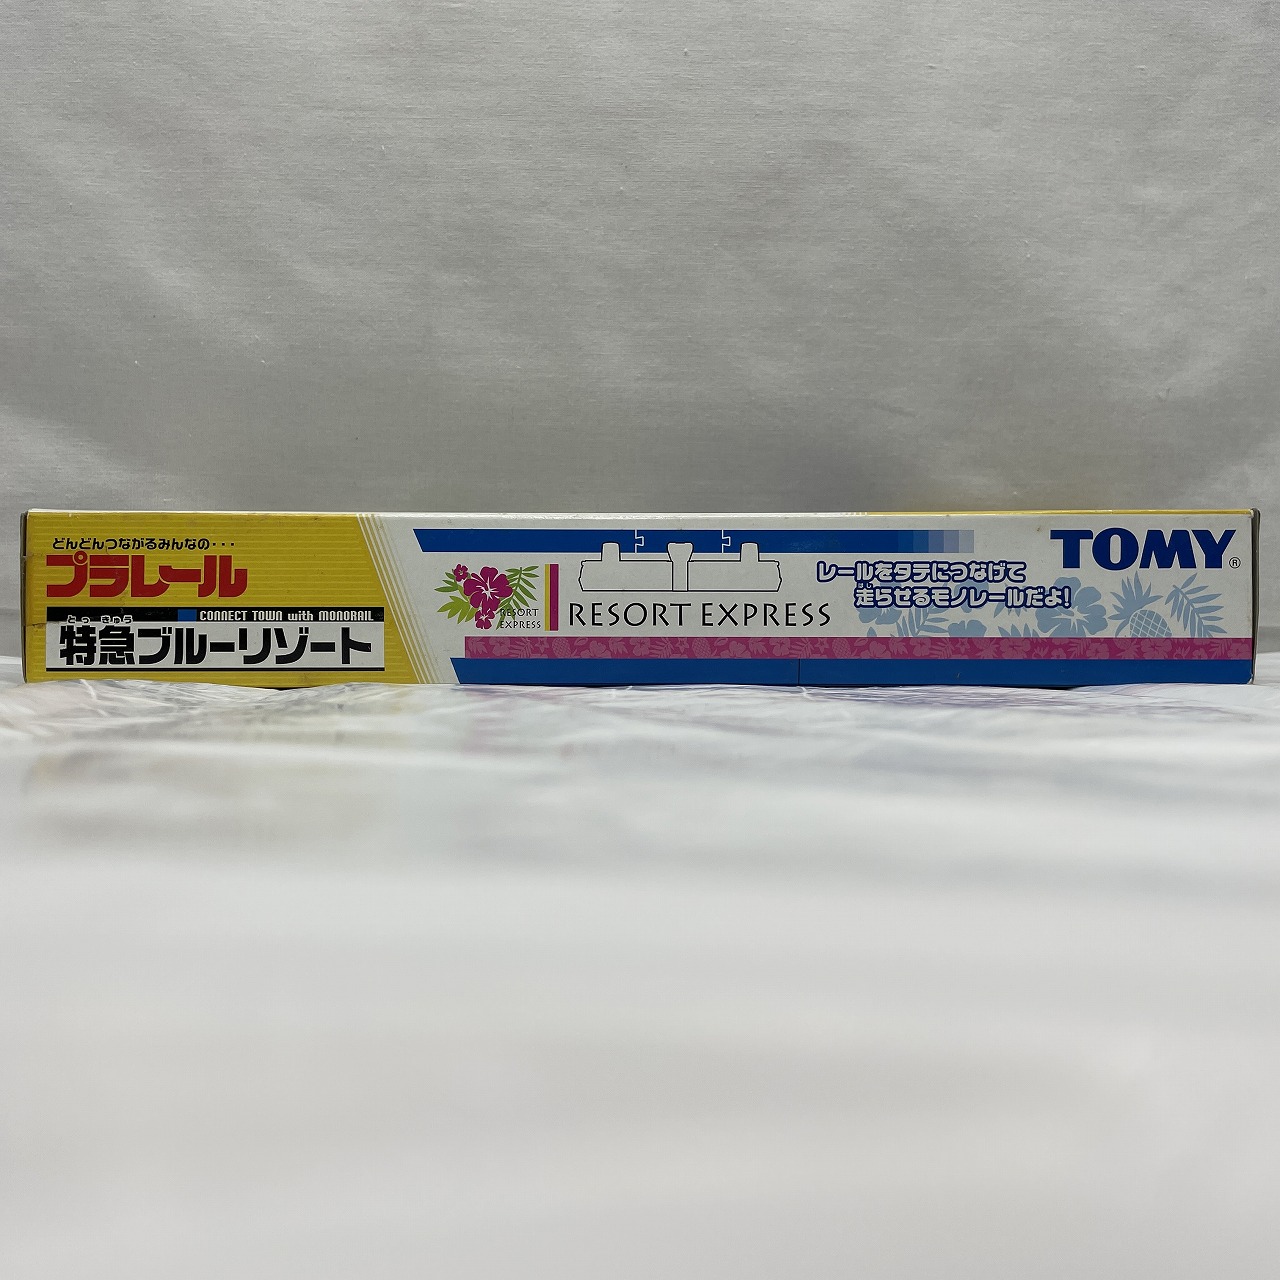 どんどんつながるみんなの・・・
プラレール
CONNECT TOWN with MONORAIL
とっきゅう
特急ブルーリゾート
RESORT
EXPRESS
RESORT EXPRESS
レールをタテにつなげて
走らせるモノレールだよ!
TOMY®